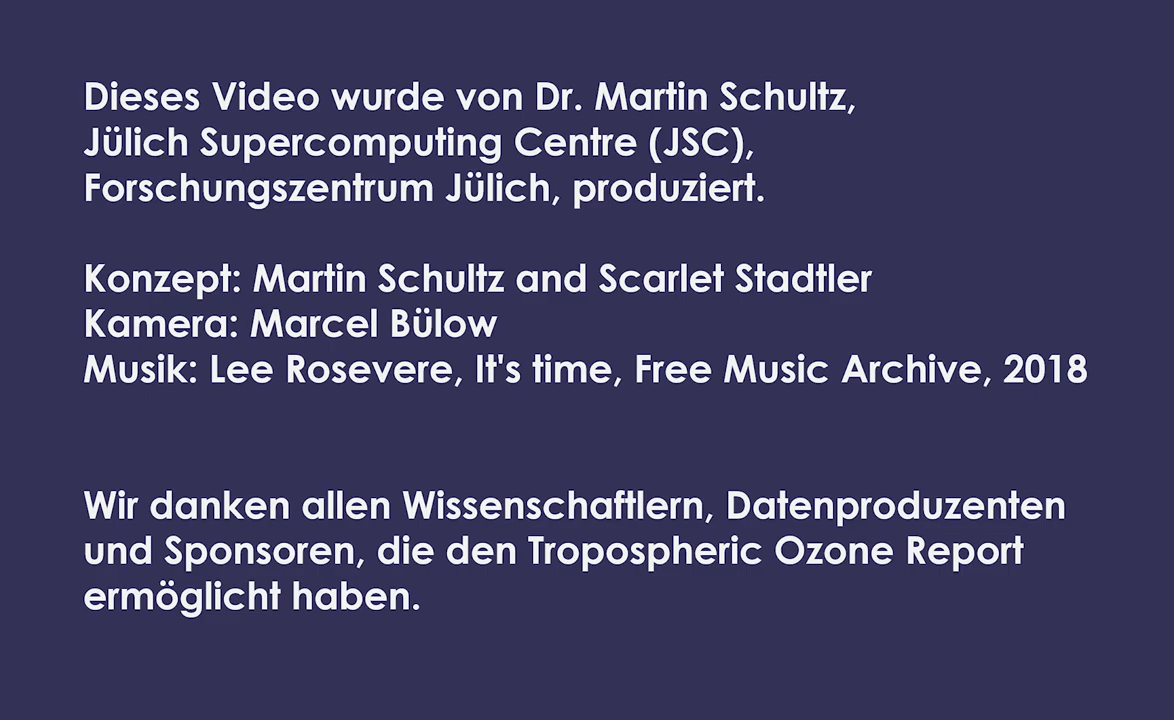 Dieses Video wurde von Dr. Martin Schultz,
Jülich Supercomputing Centre (JSC),
Forschungszentrum Jülich, produziert.
Konzept: Martin Schultz and Scarlet Stadtler
Kamera: Marcel Bülow
Musik: Lee Rosevere, It's time, Free Music Archive, 2018
Wir danken allen Wissenschaftlern, Datenproduzenten
und Sponsoren, die den Tropospheric Ozone Report
ermöglicht haben.